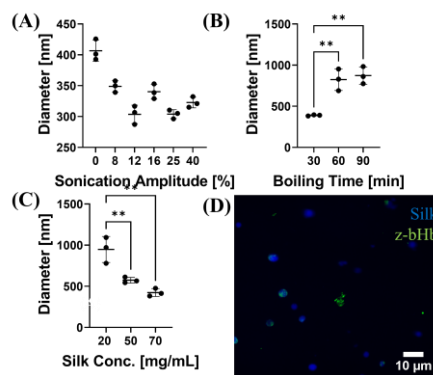 (A)
Diameter [nm]
450
400
350
300
250
0 8 12 16 25 40
Sonication Amplitude [%]
(B)
Diameter [nm]
1500
1000
500
0
30 60 90
Boiling Time [min]
** 
**
(C)
Diameter [nm]
1000
500
0
20 50 70
Silk Conc. [mg/mL]
**
**
(D)
Silk
z-bHb
10 μm